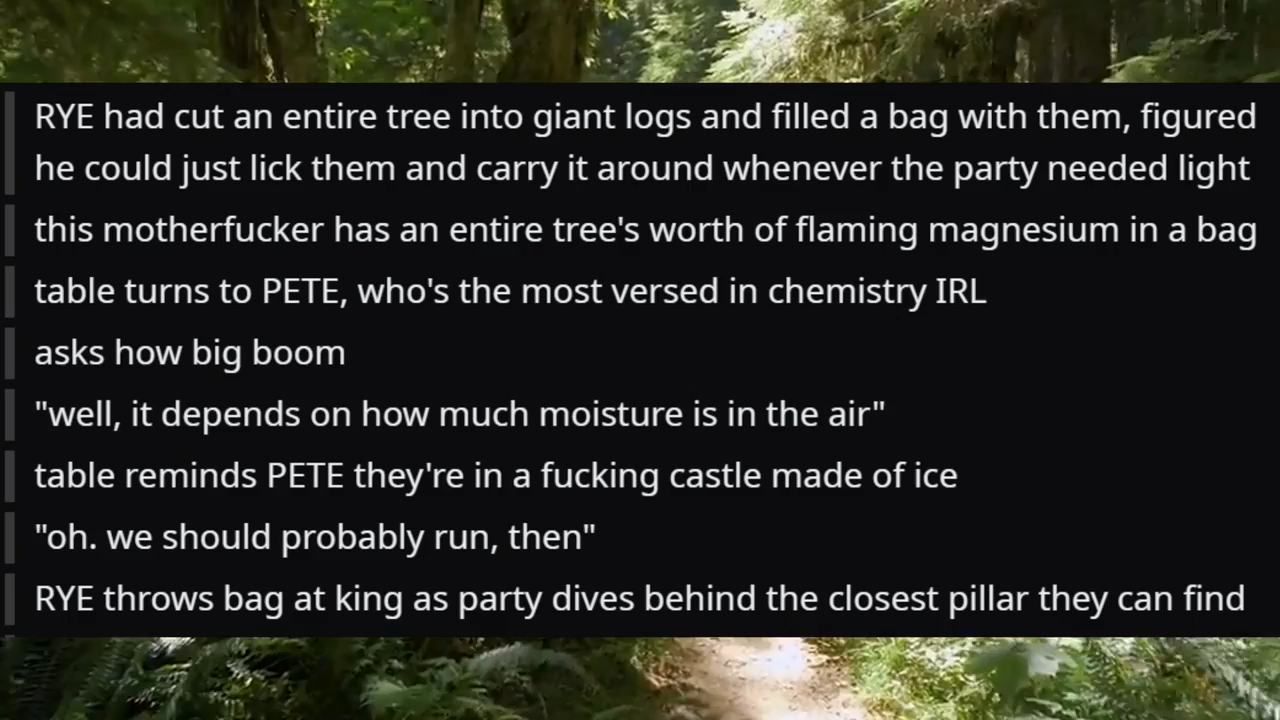 RYE had cut an entire tree into giant logs and filled a bag with them, figured
he could just lick them and carry it around whenever the party needed light
this motherfucker has an entire tree's worth of flaming magnesium in a bag
table turns to PETE, who's the most versed in chemistry IRL
asks how big boom
"well, it depends on how much moisture is in the air"
table reminds PETE they're in a fucking castle made of ice
"oh. we should probably run, then"
RYE throws bag at king as party dives behind the closest pillar they can find